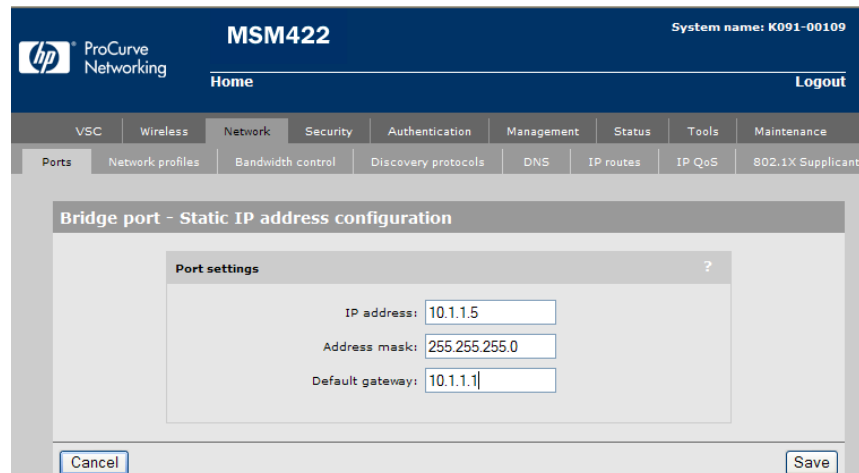 System name: K091-00109
hp
ProCurve
Networking
MSM422
Home
Logout
VSC
Wireless
Network
Security
Authentication
Management
Status
Tools
Maintenance
Ports
Network profiles
Bandwidth control
Discovery protocols
DNS
IP routes
IP QoS
802.1X Supplicant
Bridge port - Static IP address configuration
Port settings
?
IP address: 10.1.1.5
Address mask: 255.255.255.0
Default gateway: 10.1.1.1
Cancel
Save